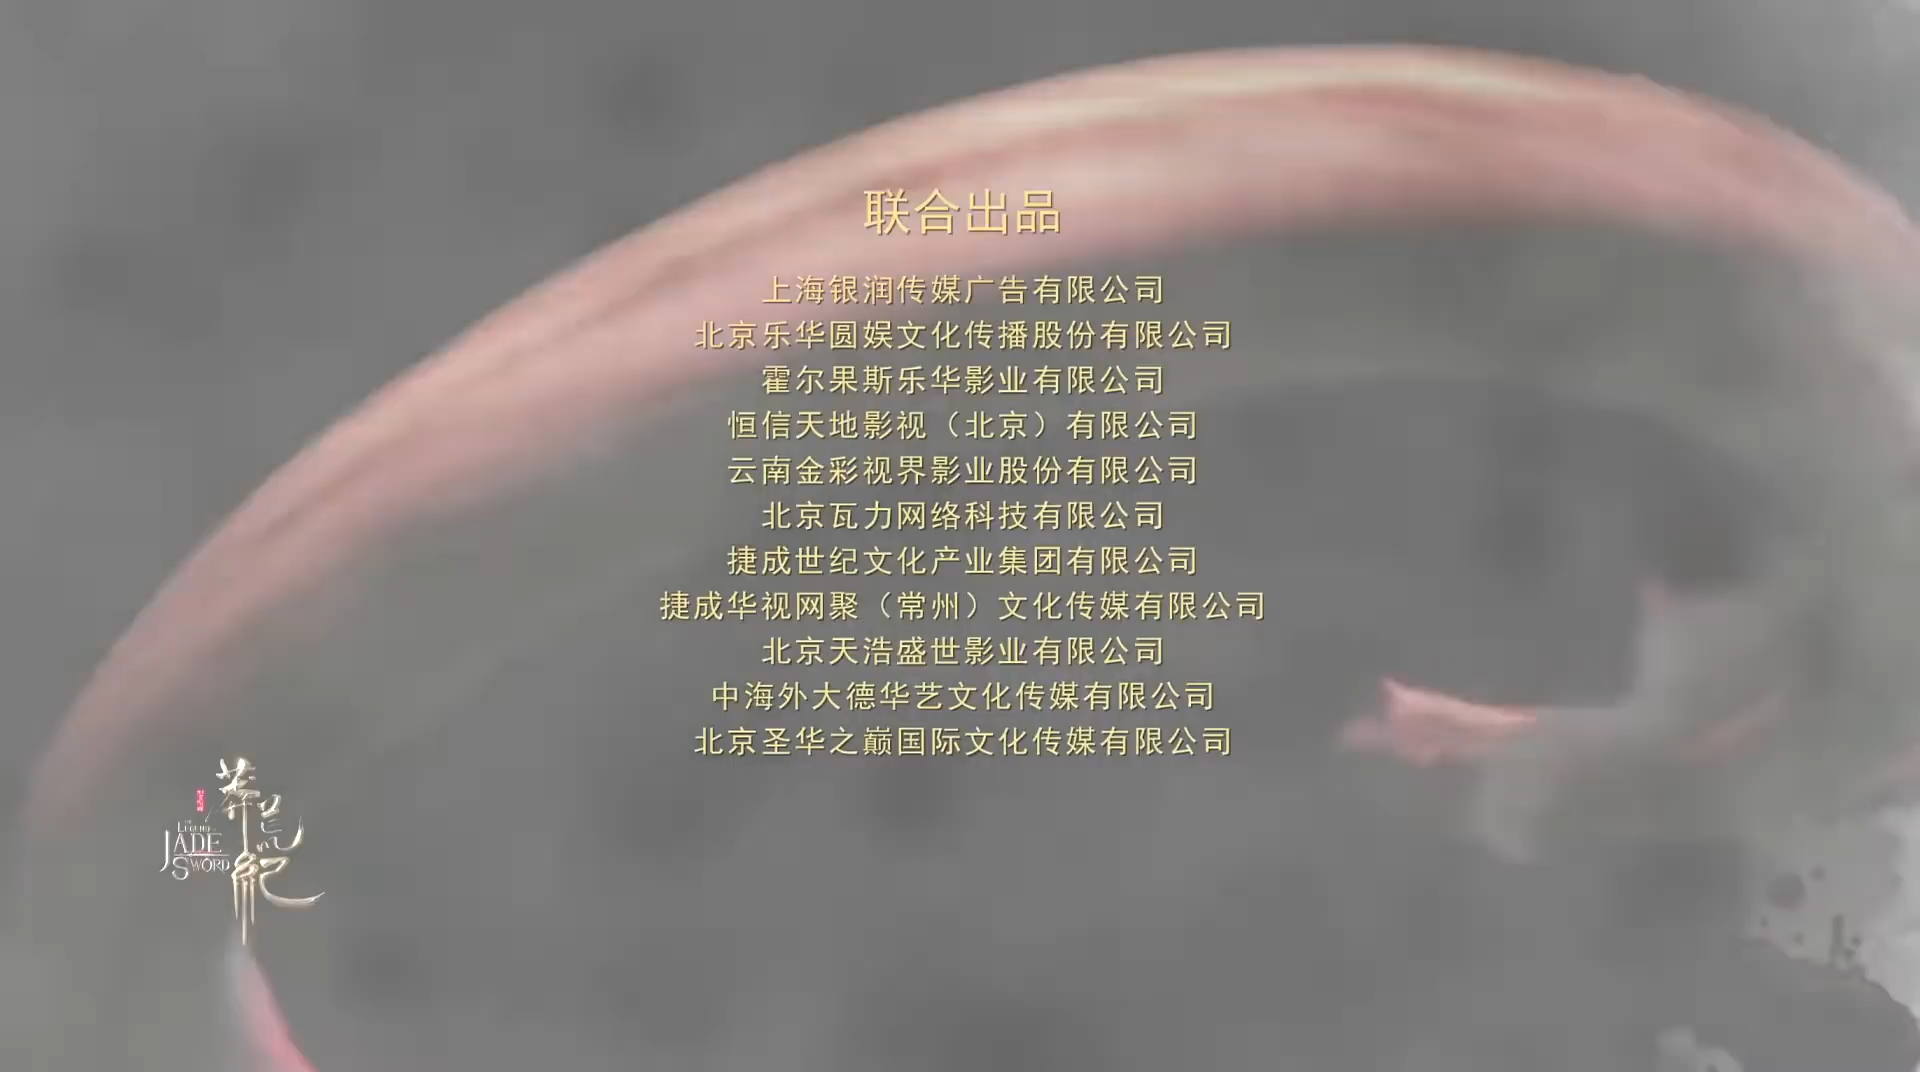 联合出品
上海银润传媒广告有限公司
北京乐华圆娱文化传播股份有限公司
霍尔果斯乐华影业有限公司
恒信天地影视（北京）有限公司
云南金彩视界影业股份有限公司
北京瓦力网络科技有限公司
捷成世纪文化产业集团有限公司
捷成华视网聚（常州）文化传媒有限公司
北京天浩盛世影业有限公司
中海外大德华艺文化传媒有限公司
北京圣华之巅国际文化传媒有限公司
莽荒纪
THE
LEGEND
JADE
SWORD